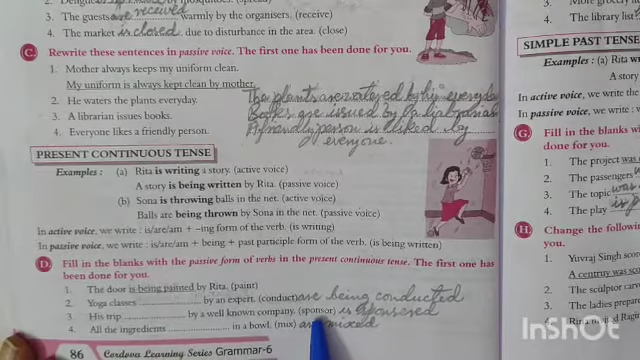 2. by mosquitoes. (spread)
3. The guests are received warmly by the organisers. (receive)
4. The market is closed due to disturbance in the area. (close)
C. Rewrite these sentences in passive voice. The first one has been done for you.
1. Mother always keeps my uniform clean.
My uniform is always kept clean by mother.
2. He waters the plants everyday. The plants are watered by him everyday
3. A librarian issues books. Books are issued by a librarian
4. Everyone likes a friendly person. A friendly person is liked by
everyone.
PRESENT CONTINUOUS TENSE
Examples : (a) Rita is writing a story. (active voice)
A story is being written by Rita. (passive voice)
(b) Sona is throwing balls in the net. (active voice)
Balls are being thrown by Sona in the net. (passive voice)
In active voice, we write : is/are/am + -ing form of the verb. (is writing)
In passive voice, we write : is/are/am + being + past participle form of the verb. (is being written)
D. Fill in the blanks with the passive form of verbs in the present continuous tense. The first one has
been done for you.
1. The door is being painted by Rita. (paint)
2. Yoga classes by an expert. (conduct) are being conducted
3. His trip by a well known company. (sponsor) is sponsered
4. All the ingredients in a bowl. (mix) are mixed
86 Cordova Learning Series Grammar-6
4. The library list
SIMPLE PAST TENSE
Examples : (a) Rita
A story
In active voice, we write the
In passive voice, we write :
G. Fill in the blanks with
done for you.
1. The project was
2. The passengers
3. The topic was
4. The play
H. Change the following
you.
1. Yuvraj Singh
A century was
2. The sculptor
3. The ladies
InShOt